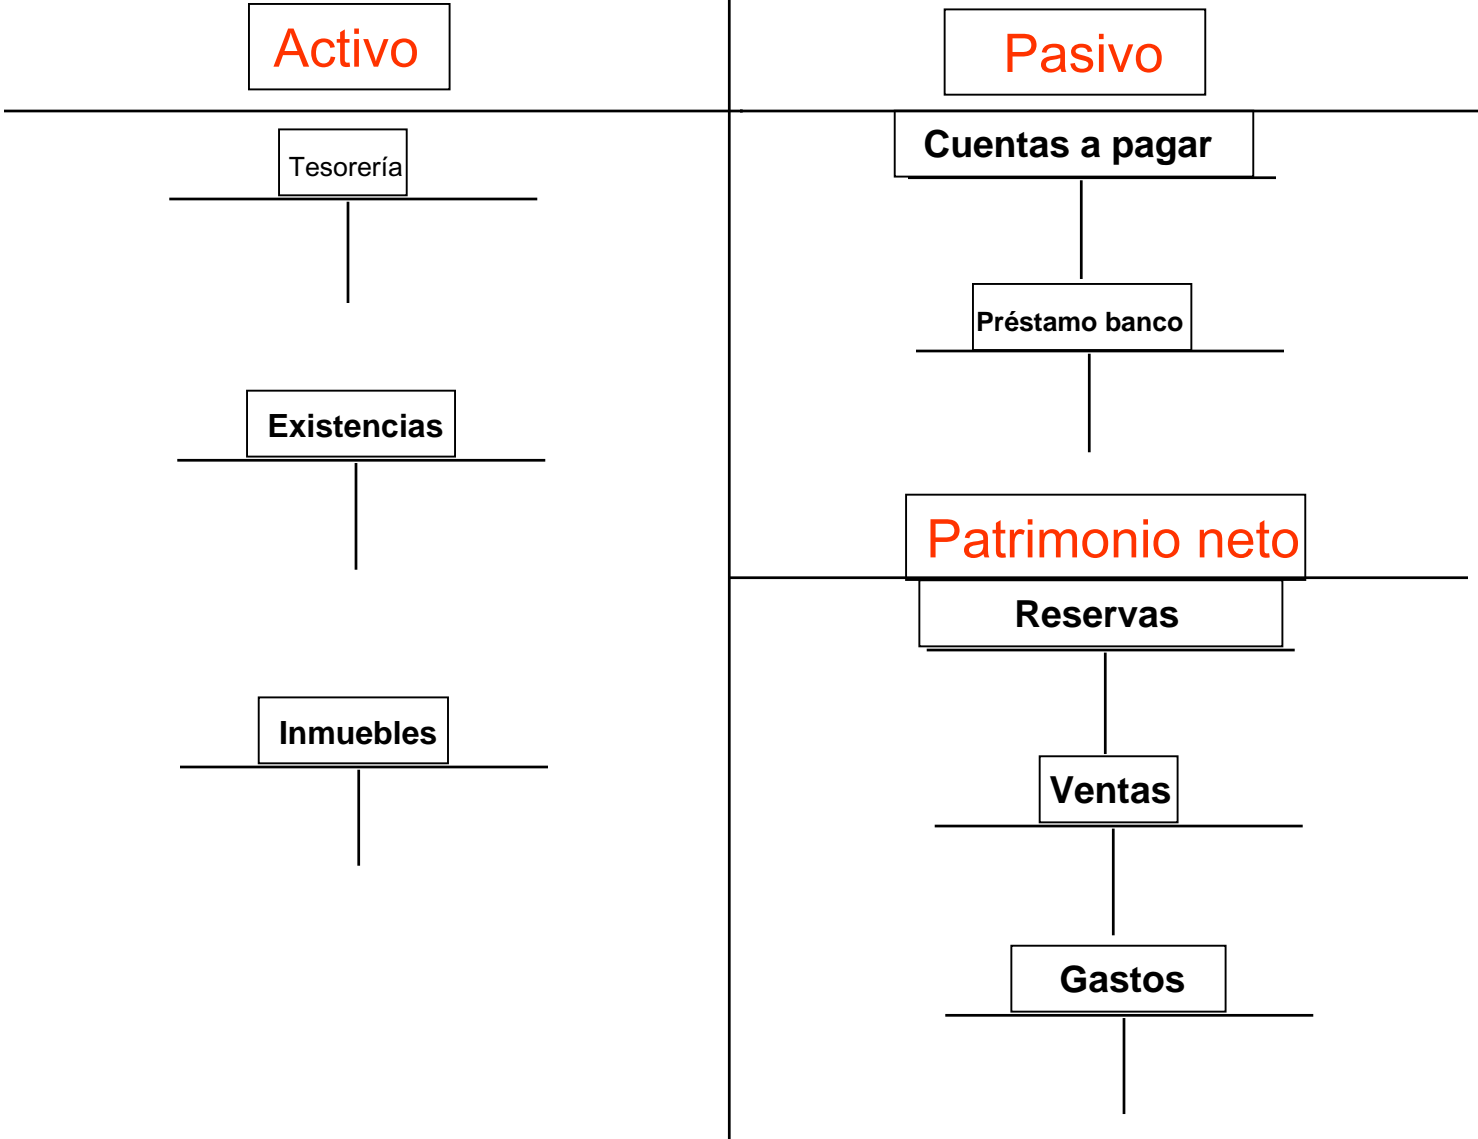 Activo
Tesorería
Existencias
Inmuebles
Pasivo
Cuentas a pagar
Préstamo banco
Patrimonio neto
Reservas
Ventas
Gastos